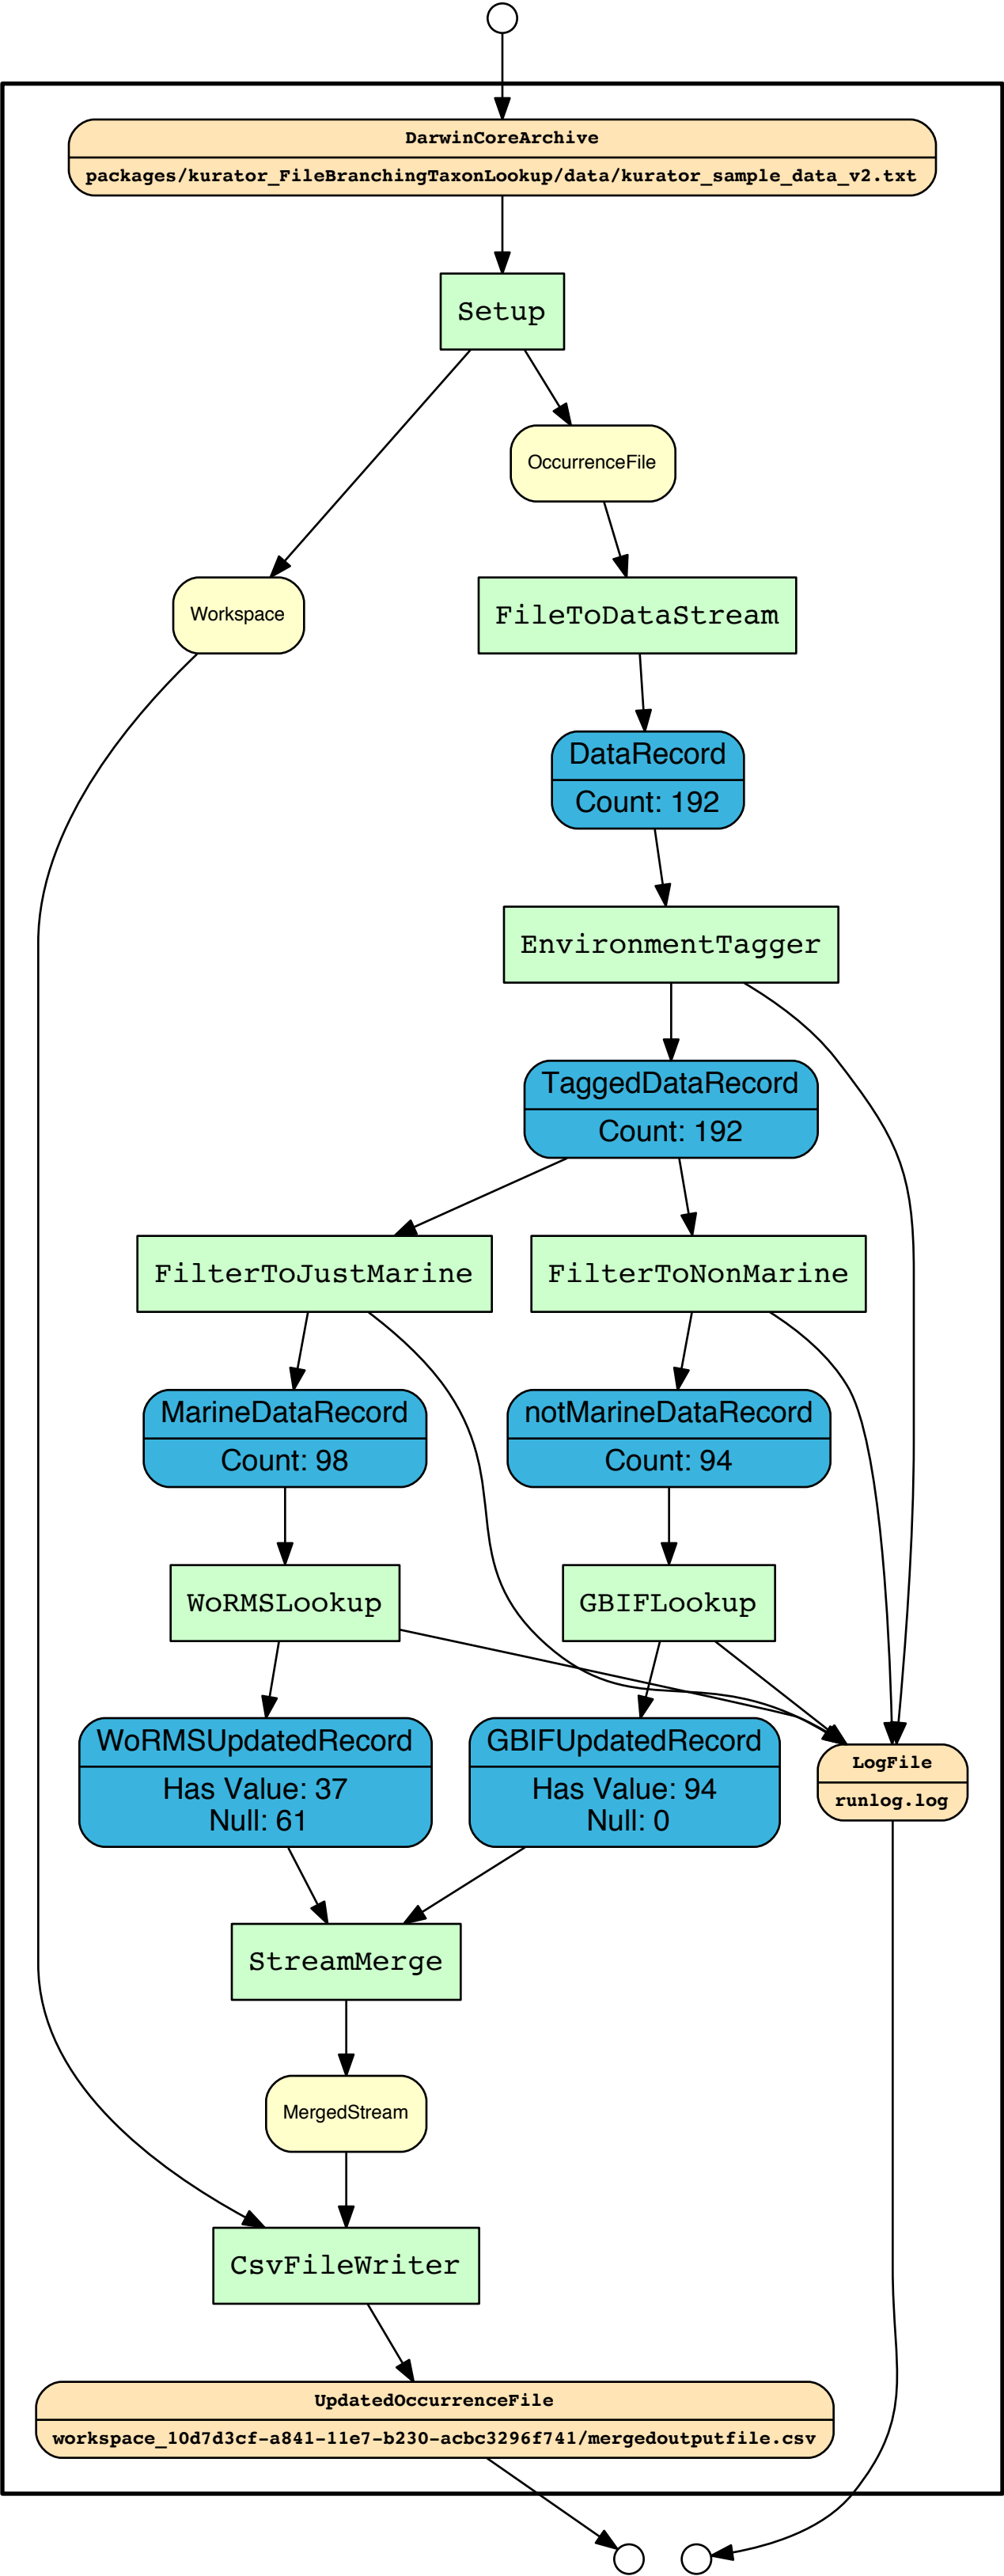 DarwinCoreArchive
packages/kurator_FileBranchingTaxonLookup/data/kurator_sample_data_v2.txt
Setup
OccurrenceFile
Workspace
FileToDataStream
DataRecord
Count: 192
EnvironmentTagger
TaggedDataRecord
Count: 192
FilterToJustMarine
FilterToNonMarine
MarineDataRecord
Count: 98
notMarineDataRecord
Count: 94
WoRMSLookup
GBIFLookup
WoRMSUpdatedRecord
Has Value: 37
Null: 61
GBIFUpdatedRecord
Has Value: 94
Null: 0
LogFile
runlog.log
StreamMerge
MergedStream
CsvFileWriter
UpdatedOccurrenceFile
workspace_10d7d3cf-a841-11e7-b230-acbc3296f741/mergedoutputfile.csv